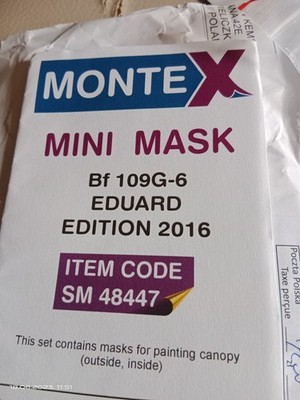 MONTEX
MINI MASK
Bf 109G-6
EDUARD
EDITION 2016
ITEM CODE
SM 48447
This set contains masks for painting canopy
(outside, inside)
Poczta Polska
Taxe perçue